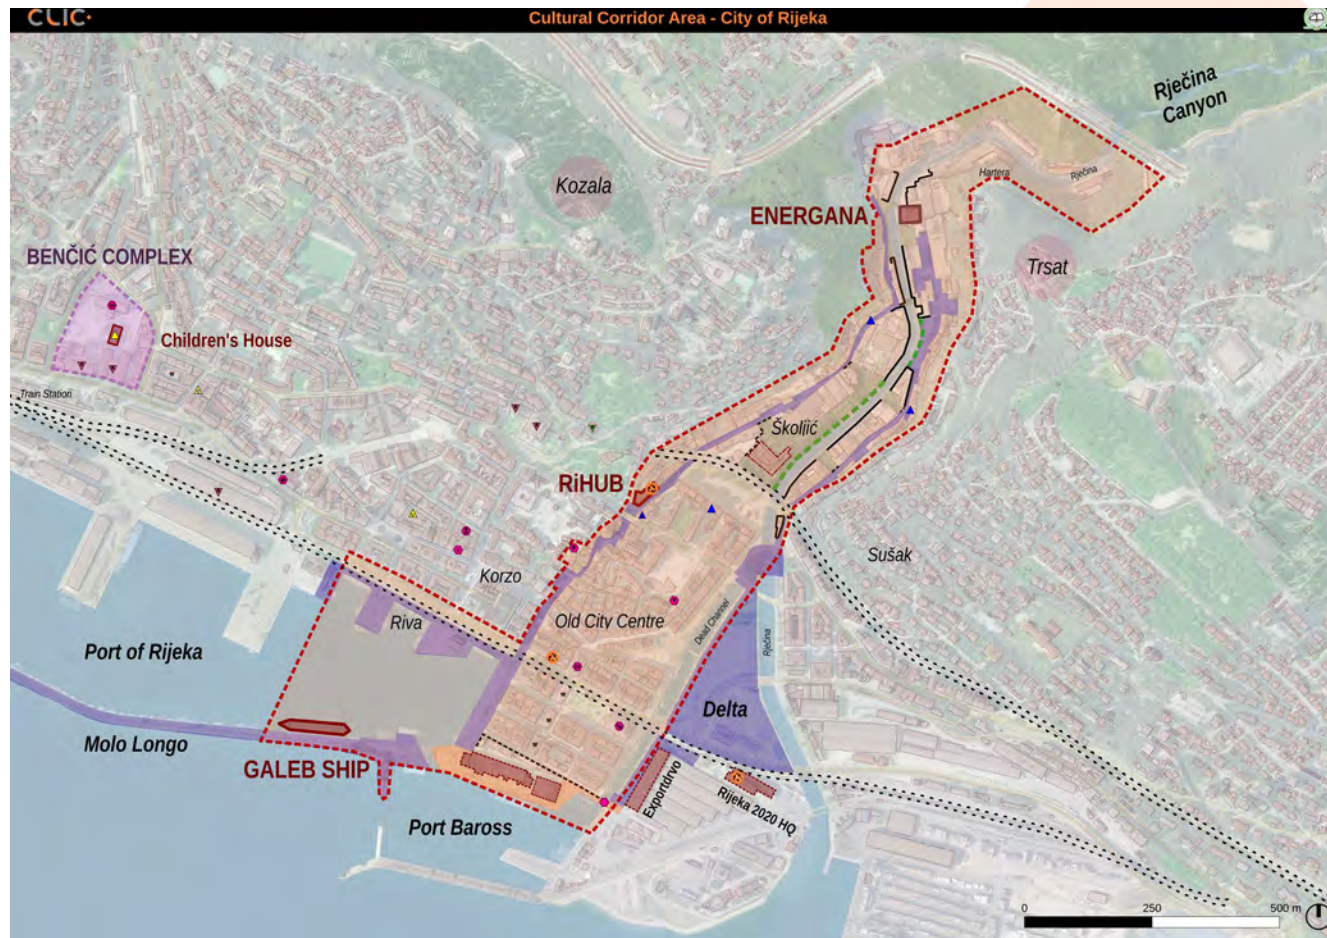 CLIC
Cultural Corridor Area - City of Rijeka
Rječina
Canyon
Kozala
Hartera
Rječina
ENERGANA
BENČIĆ COMPLEX
Trsat
Children's House
Train Station
Školjić
RiHUB
Sušak
Korzo
Riva
Old City Centre
Dead Channel
Rječina
Port of Rijeka
Delta
Molo Longo
GALEB SHIP
Exportdrvo
Rijeka 2020 HQ
Port Baross
0 250 500 m